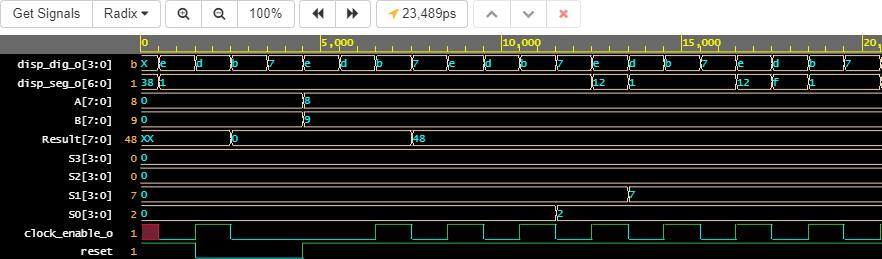 Get Signals Radix 100% 23,489ps
0 5,000 10,000 15,000 20,
disp_dig_o[3:0] b X e d b 7 e d b 7 e d b 7 e d b 7 e d b 7
disp_seg_o[6:0] 1 38 1 12 1 12 f 1
A[7:0] 8 0 8
B[7:0] 9 0 9
Result[7:0] 48 XX 0 48
S3[3:0] 0 0
S2[3:0] 0 0
S1[3:0] 7 0 7
S0[3:0] 2 0 2
clock_enable_o 1
reset 1